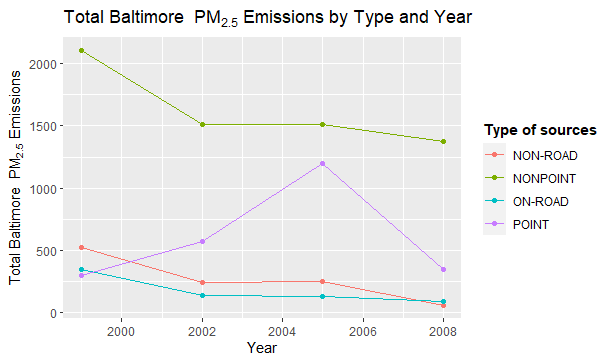 Total Baltimore PM2.5 Emissions by Type and Year
Total Baltimore PM2.5 Emissions
2000
1500
1000
500
0
2000 2002 2004 2006 2008
Year
Type of sources
NON-ROAD
NONPOINT
ON-ROAD
POINT